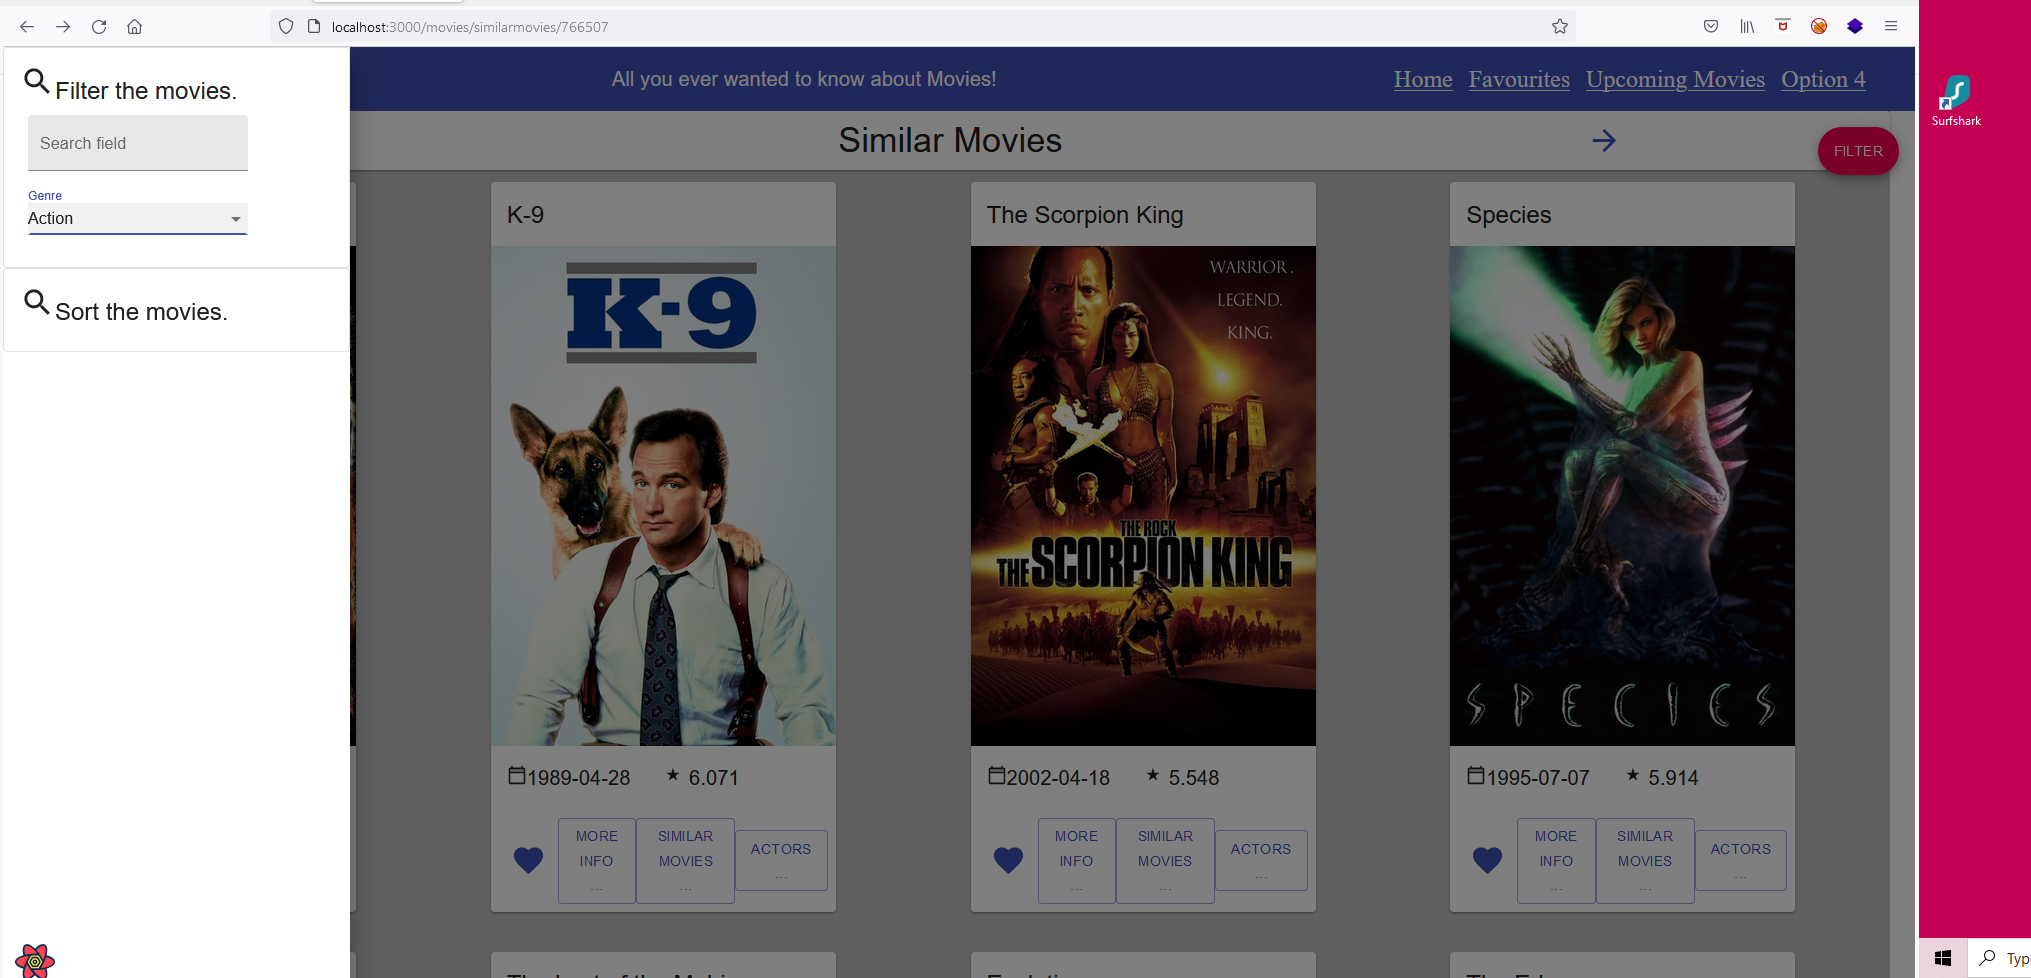 localhost:3000/movies/similarmovies/766507
Filter the movies.
Search field
Genre
Action
Sort the movies.
All you ever wanted to know about Movies!
Home Favourites Upcoming Movies Option 4
Similar Movies
FILTER
K-9
K-9
1989-04-28 ★ 6.071
MORE INFO ...
SIMILAR MOVIES ...
ACTORS ...
The Scorpion King
WARRIOR.
LEGEND.
KING.
THE ROCK
THE SCORPION KING
2002-04-18 ★ 5.548
MORE INFO ...
SIMILAR MOVIES ...
ACTORS ...
Species
SPECIES
1995-07-07 ★ 5.914
MORE INFO ...
SIMILAR MOVIES ...
ACTORS ...
Surfshark
Typ